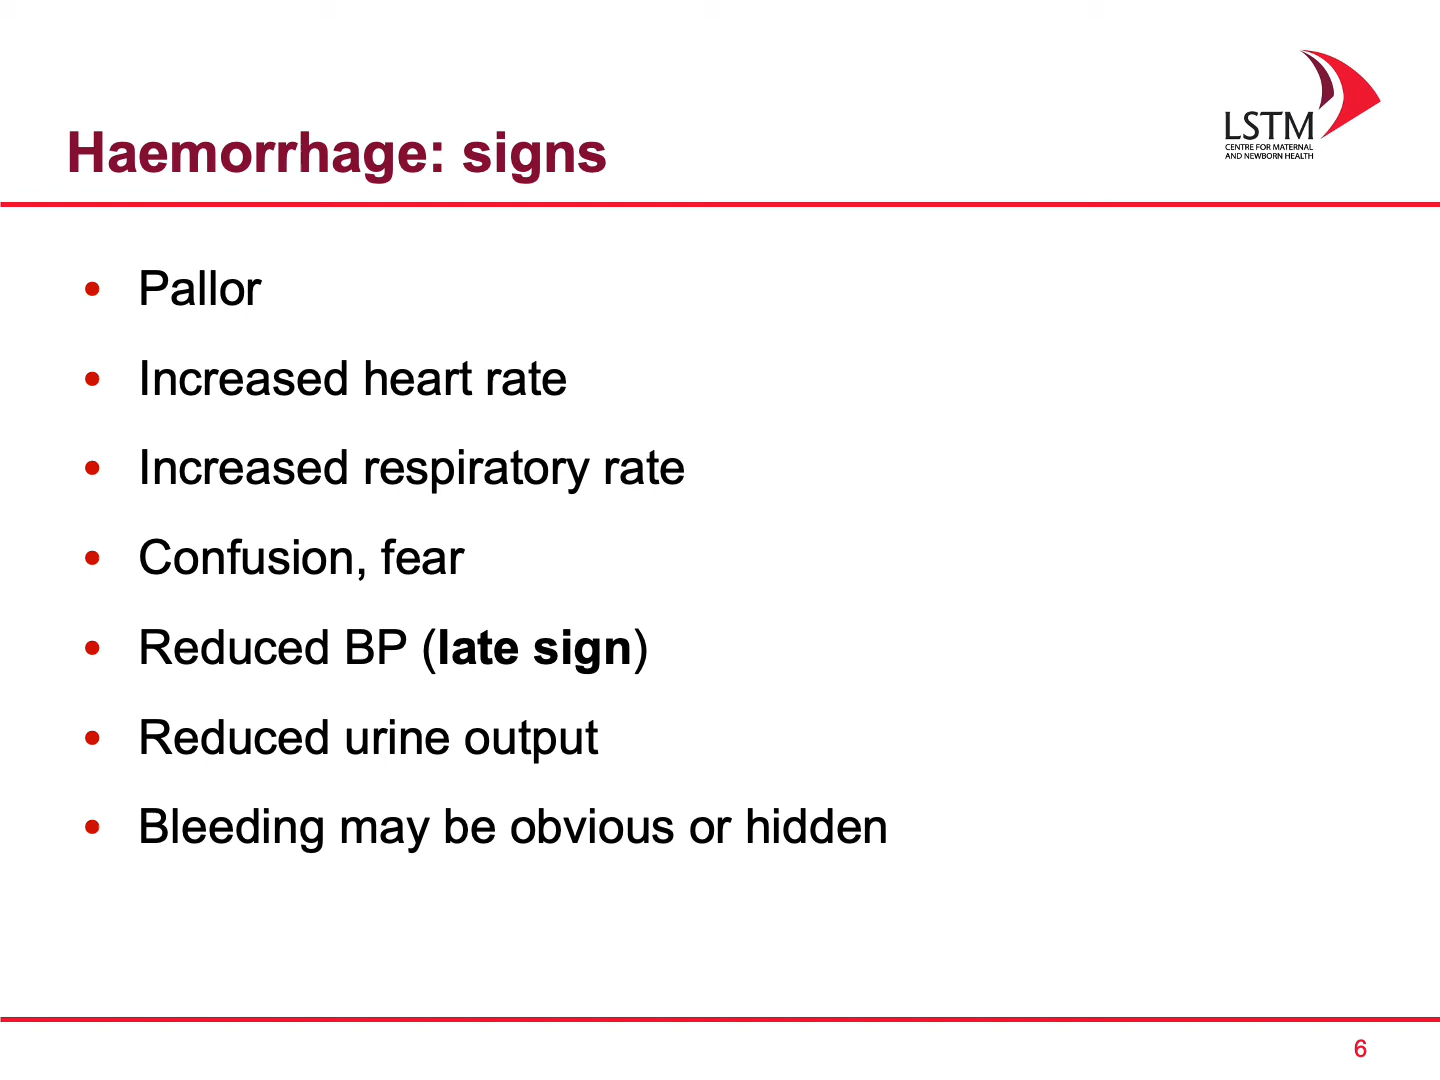 LSTM
CENTRE FOR MATERNAL
AND NEWBORN HEALTH
Haemorrhage: signs
• Pallor
• Increased heart rate
• Increased respiratory rate
• Confusion, fear
• Reduced BP (late sign)
• Reduced urine output
• Bleeding may be obvious or hidden
6